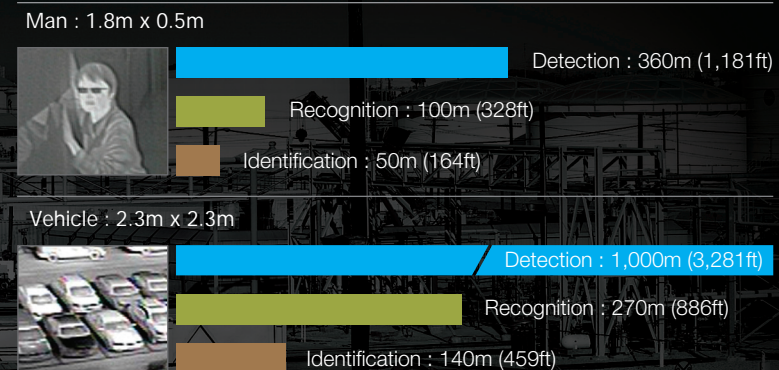 Man : 1.8m x 0.5m
Detection : 360m (1,181ft)
Recognition : 100m (328ft)
Identification : 50m (164ft)
Vehicle : 2.3m x 2.3m
Detection : 1,000m (3,281ft)
Recognition : 270m (886ft)
Identification : 140m (459ft)